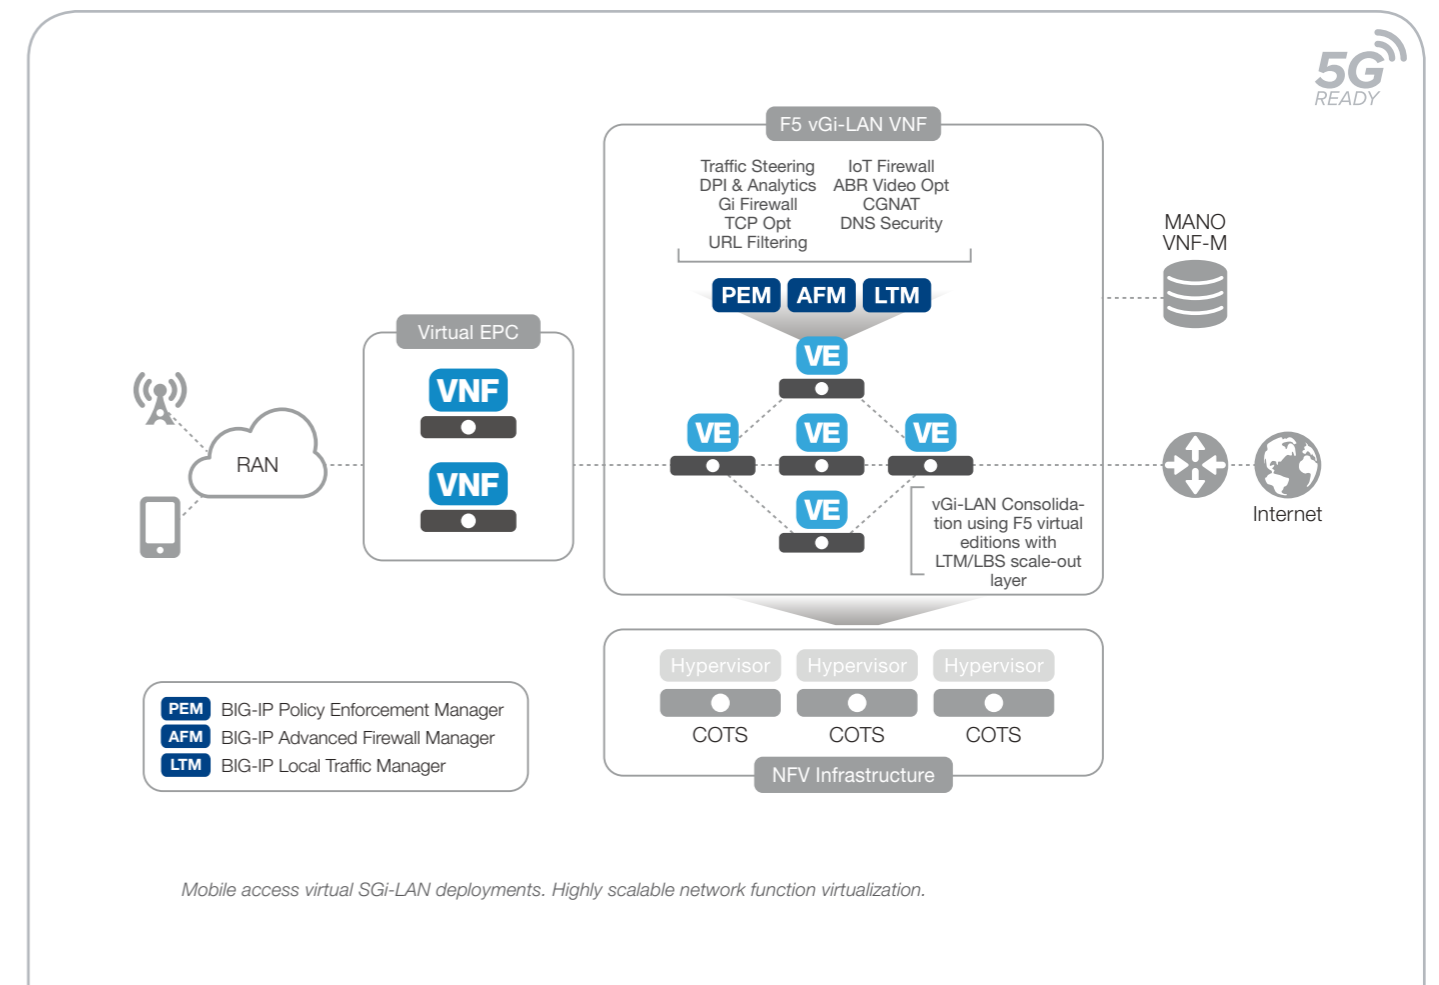 5G
READY
F5 vGi-LAN VNF
Traffic Steering
DPI & Analytics
Gi Firewall
TCP Opt
URL Filtering
IoT Firewall
ABR Video Opt
CGNAT
DNS Security
PEM
AFM
LTM
MANO
VNF-M
Virtual EPC
VNF
VNF
RAN
VE
VE
VE
VE
VE
Internet
vGi-LAN Consolida-
tion using F5 virtual
editions with
LTM/LBS scale-out
layer
Hypervisor
Hypervisor
Hypervisor
COTS
COTS
COTS
NFV Infrastructure
PEM BIG-IP Policy Enforcement Manager
AFM BIG-IP Advanced Firewall Manager
LTM BIG-IP Local Traffic Manager
Mobile access virtual SGi-LAN deployments. Highly scalable network function virtualization.